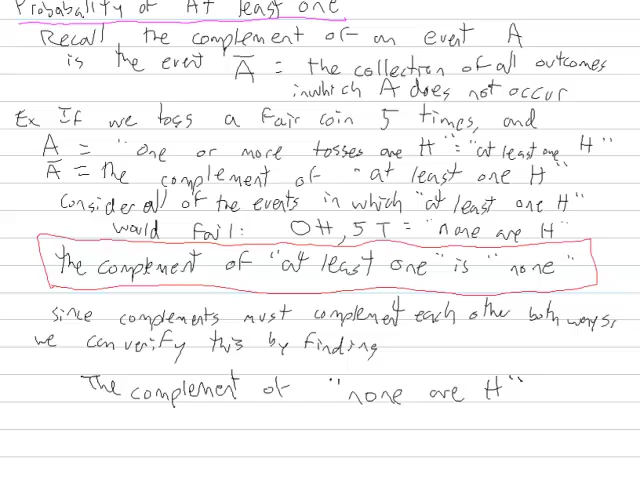 Probability of At least one
Recall the complement of an event A
is the event A̅ = the collection of all outcomes
in which A does not occur
Ex If we toss a Fair coin 5 times, and
A = "one or more tosses are H" = "at least one H"
A̅ = the complement of "at least one H"
Consider all of the events in which "at least one H"
would fail: 0H, 5T = "none are H"
the complement of "at least one" is "none"
since complements must complement each other both ways,
we can verify this by finding
The complement of "none are H"